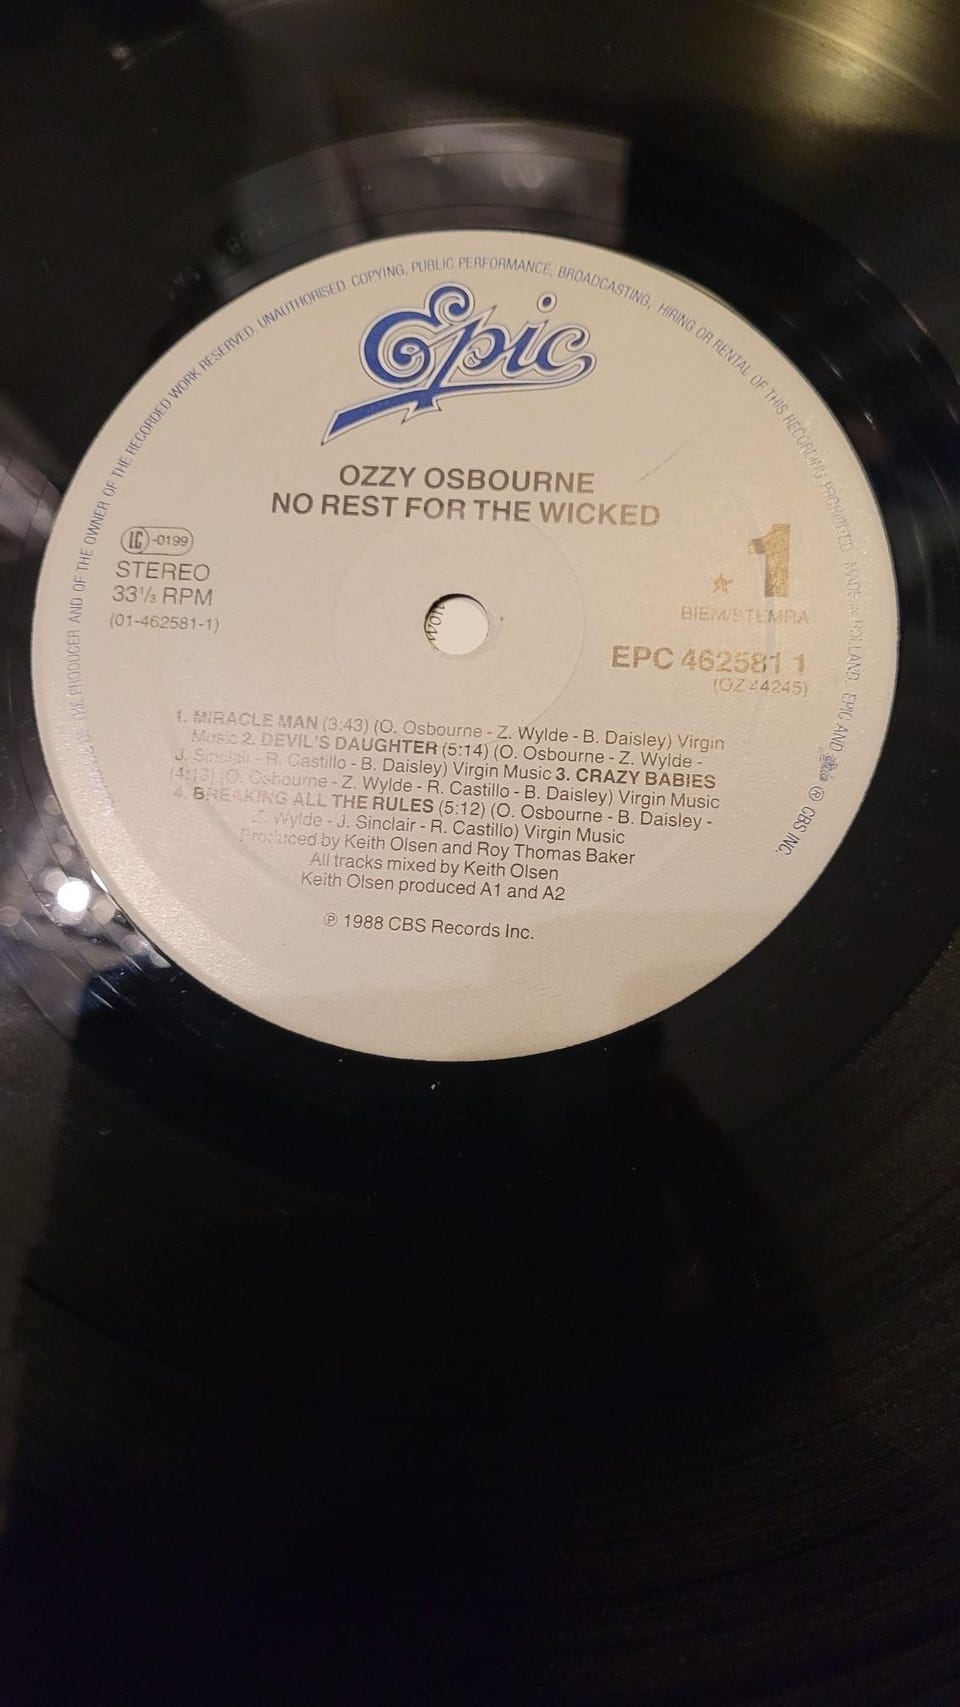 RIGHTS OF THE PRODUCER AND OF THE OWNER OF THE RECORDED WORK RESERVED. UNAUTHORISED COPYING, PUBLIC PERFORMANCE, BROADCASTING, HIRING OR RENTAL OF THIS RECORDING PROHIBITED. MADE IN HOLLAND. EPIC AND Epic ® CBS INC.
Epic
OZZY OSBOURNE
NO REST FOR THE WICKED
LC-0199
STEREO
33⅓ RPM
(01-462581-1)
1
BIEM/STEMRA
EPC 462581 1
(OZ 44245)
1. MIRACLE MAN (3:43) (O. Osbourne - Z. Wylde - B. Daisley) Virgin
Music 2. DEVIL'S DAUGHTER (5:14) (O. Osbourne - Z. Wylde -
J. Sinclair - R. Castillo - B. Daisley) Virgin Music 3. CRAZY BABIES
(4:13) (O. Osbourne - Z. Wylde - R. Castillo - B. Daisley) Virgin Music
4. BREAKING ALL THE RULES (5:12) (O. Osbourne - B. Daisley -
Z. Wylde - J. Sinclair - R. Castillo) Virgin Music
Produced by Keith Olsen and Roy Thomas Baker
All tracks mixed by Keith Olsen
Keith Olsen produced A1 and A2
℗ 1988 CBS Records Inc.